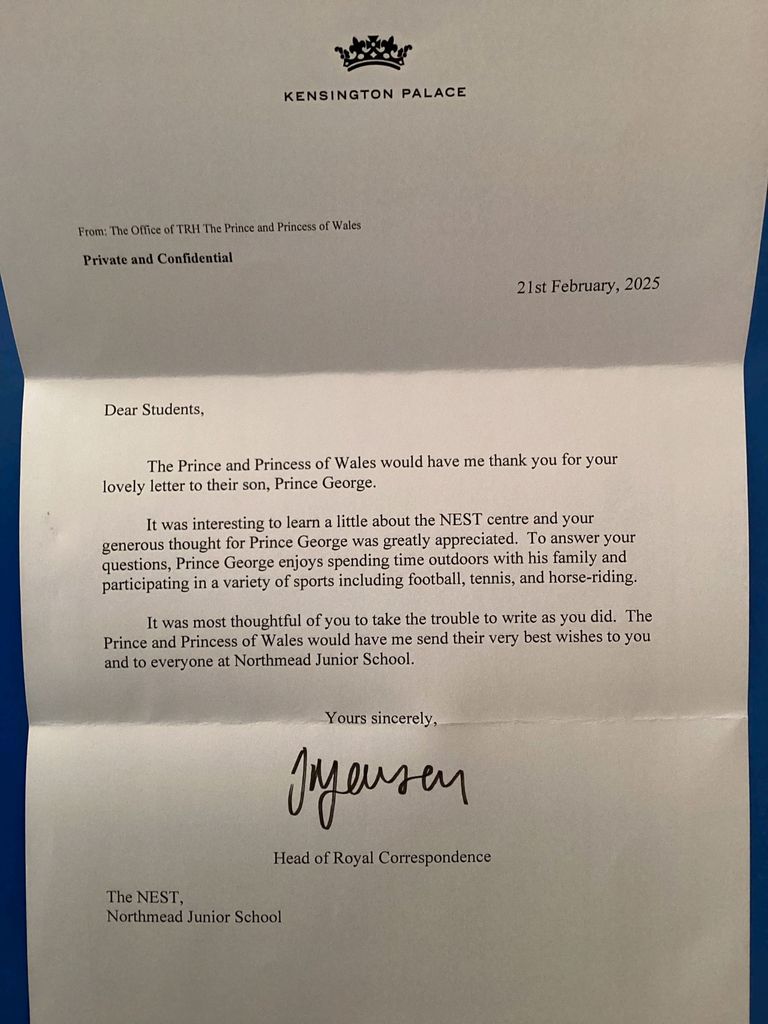 KENSINGTON PALACE
From: The Office of TRH The Prince and Princess of Wales
Private and Confidential
21st February, 2025
Dear Students,
The Prince and Princess of Wales would have me thank you for your
lovely letter to their son, Prince George.
It was interesting to learn a little about the NEST centre and your
generous thought for Prince George was greatly appreciated.  To answer your
questions, Prince George enjoys spending time outdoors with his family and
participating in a variety of sports including football, tennis, and horse-riding.
It was most thoughtful of you to take the trouble to write as you did.  The
Prince and Princess of Wales would have me send their very best wishes to you
and to everyone at Northmead Junior School.
Yours sincerely,
Head of Royal Correspondence
The NEST,
Northmead Junior School